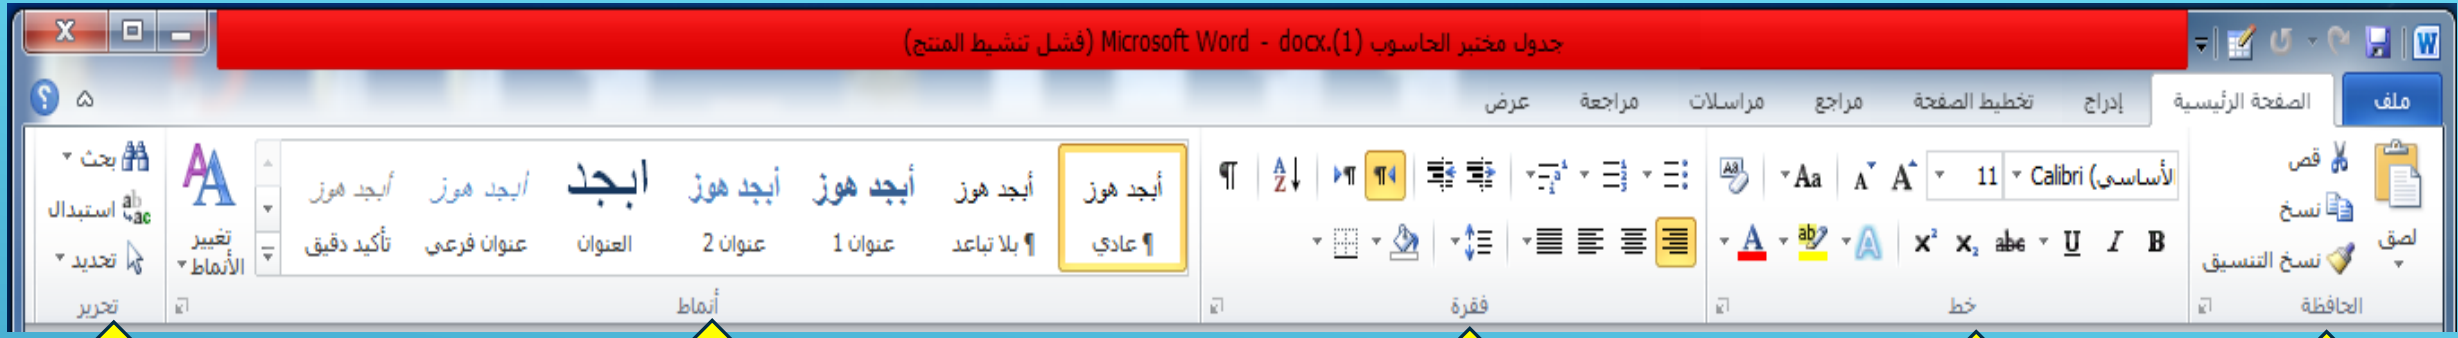 جدول مختبر الحاسوب (1).docx - Microsoft Word (فشل تنشيط المنتج)
ملف الصفحة الرئيسية إدراج تخطيط الصفحة مراجع مراسلات مراجعة عرض
لصق
قص
نسخ
نسخ التنسيق
الحافظة
Calibri (الأساسي 11
Aa A A
B I U abc x₂ x² A ab A
خط
A
Z
¶
فقرة
أبجد هوز أبجد هوز أبجد هوز أبجد هوز ابجد أبجد هوز أبجد هوز
¶ عادي ¶ بلا تباعد عنوان 1 عنوان 2 العنوان عنوان فرعي تأكيد دقيق
تغيير
الأنماط
أنماط
بحث
استبدال
تحديد
تحرير